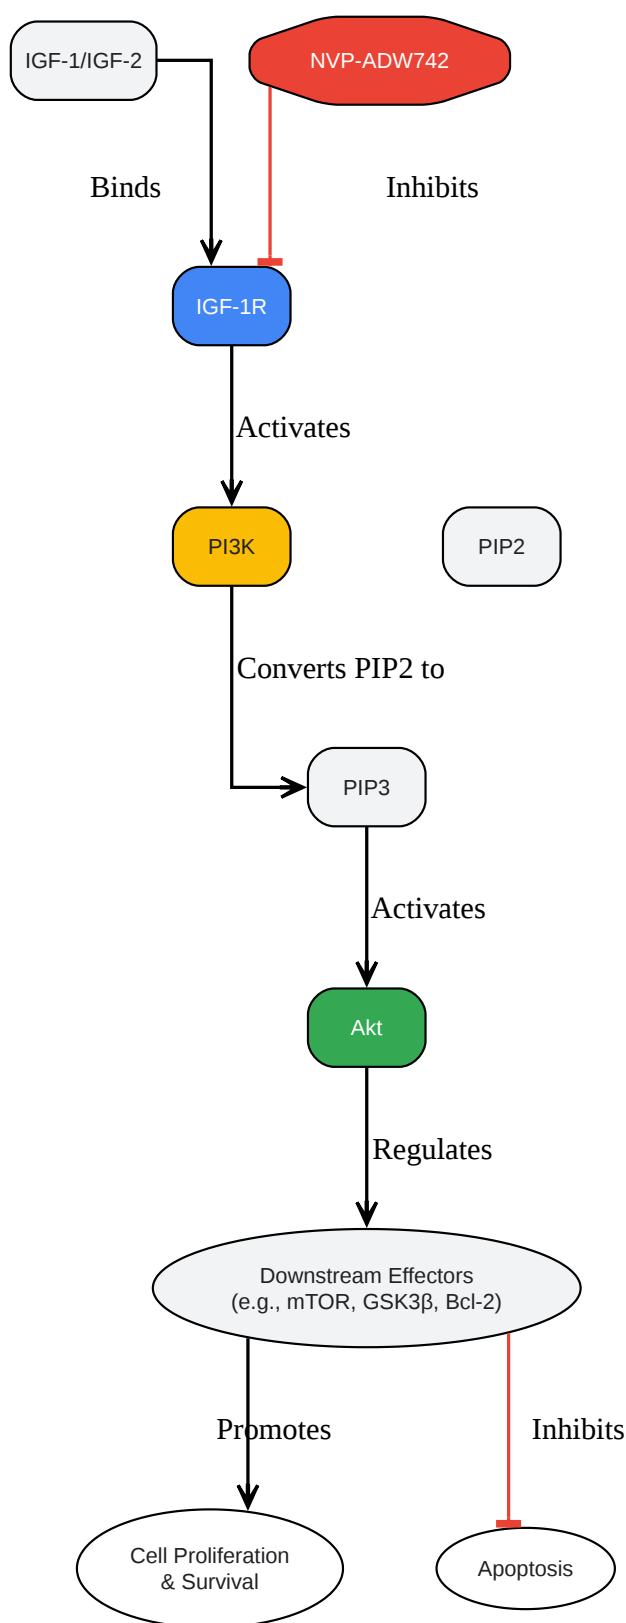 IGF-1/IGF-2
NVP-ADW742
Binds
Inhibits
IGF-1R
Activates
PI3K
PIP2
Converts PIP2 to
PIP3
Activates
Akt
Regulates
Downstream Effectors
(e.g., mTOR, GSK3β, Bcl-2)
Promotes
Inhibits
Cell Proliferation
& Survival
Apoptosis